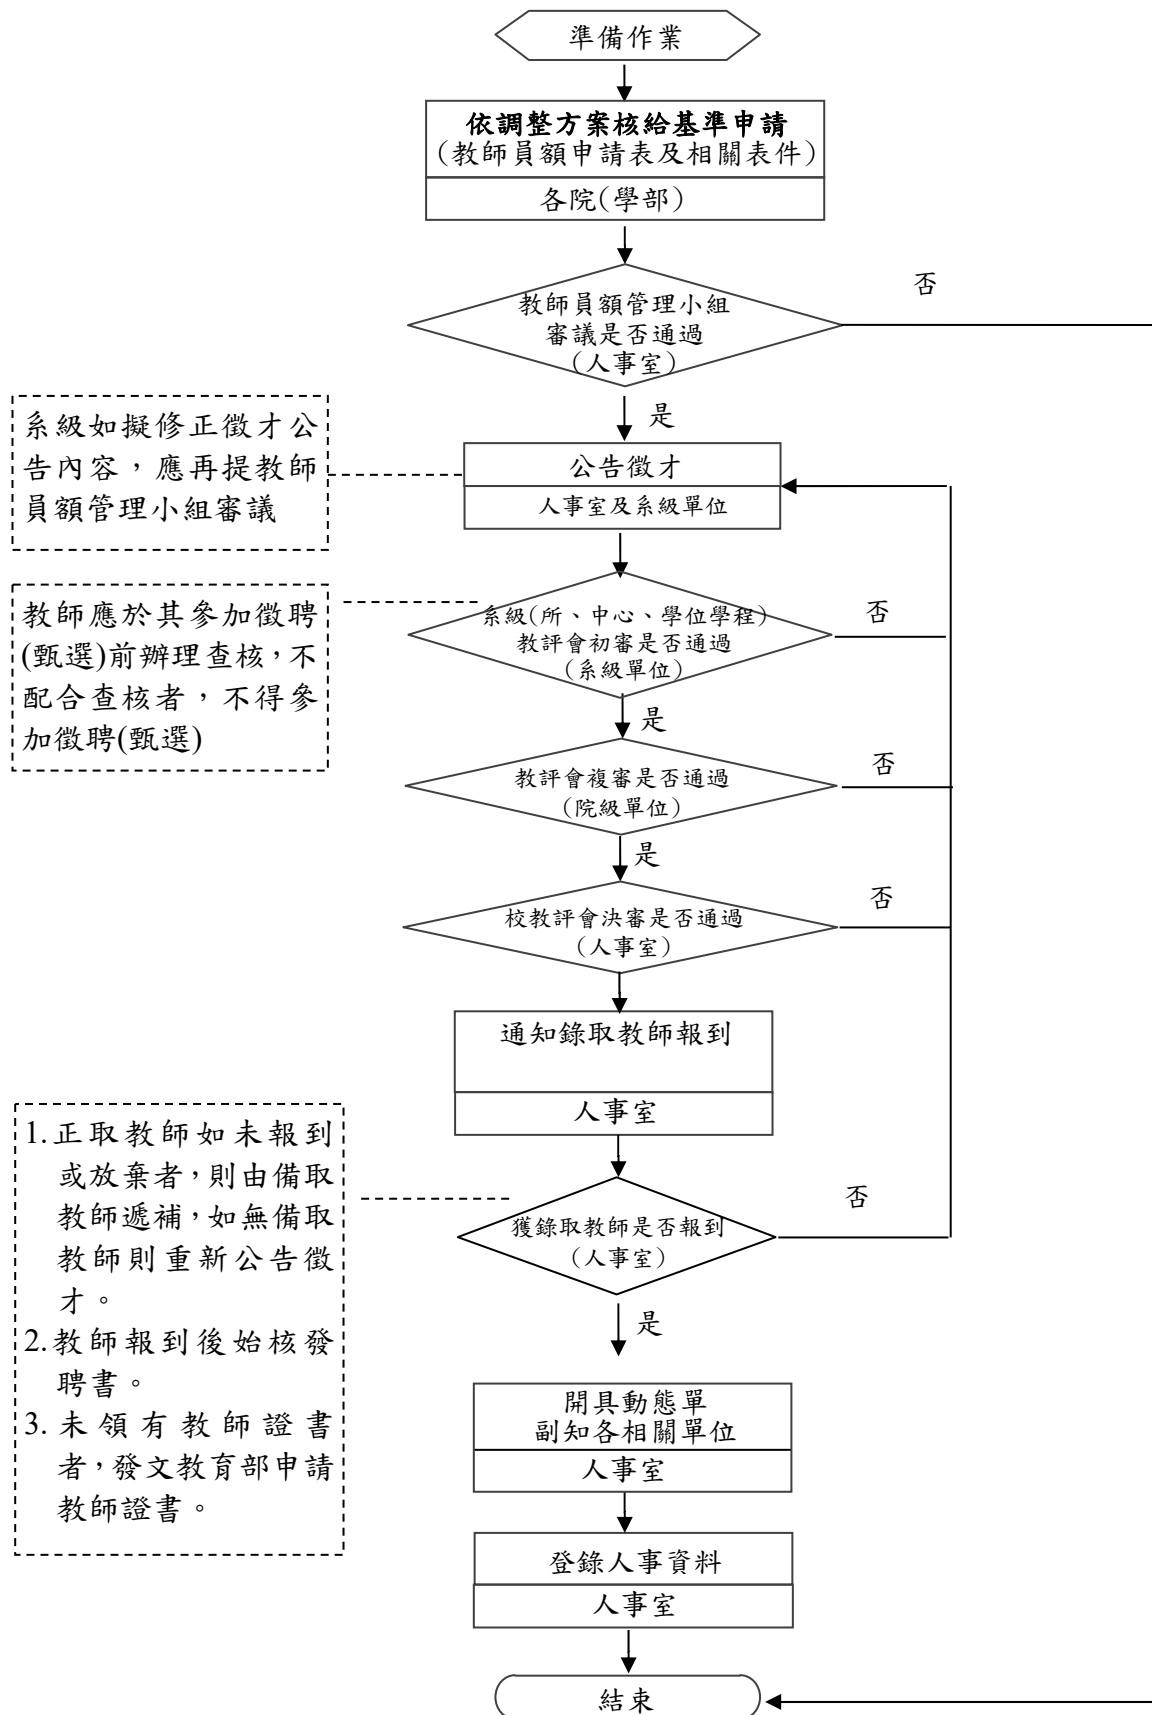 準備作業
依調整方案核給基準申請
(教師員額申請表及相關表件)
各院(學部)
教師員額管理小組
審議是否通過
(人事室)
否
是
系級如擬修正徵才公
告內容，應再提教師
員額管理小組審議
公告徵才
人事室及系級單位
教師應於其參加徵聘
(甄選)前辦理查核，不
配合查核者，不得參
加徵聘(甄選)
系級(所、中心、學位學程)
教評會初審是否通過
(系級單位)
否
是
教評會複審是否通過
(院級單位)
否
是
校教評會決審是否通過
(人事室)
否
通知錄取教師報到
人事室
1.正取教師如未報到
或放棄者，則由備取
教師遞補，如無備取
教師則重新公告徵
才。
2.教師報到後始核發
聘書。
3.未領有教師證書
者，發文教育部申請
教師證書。
獲錄取教師是否報到
(人事室)
否
是
開具動態單
副知各相關單位
人事室
登錄人事資料
人事室
結束